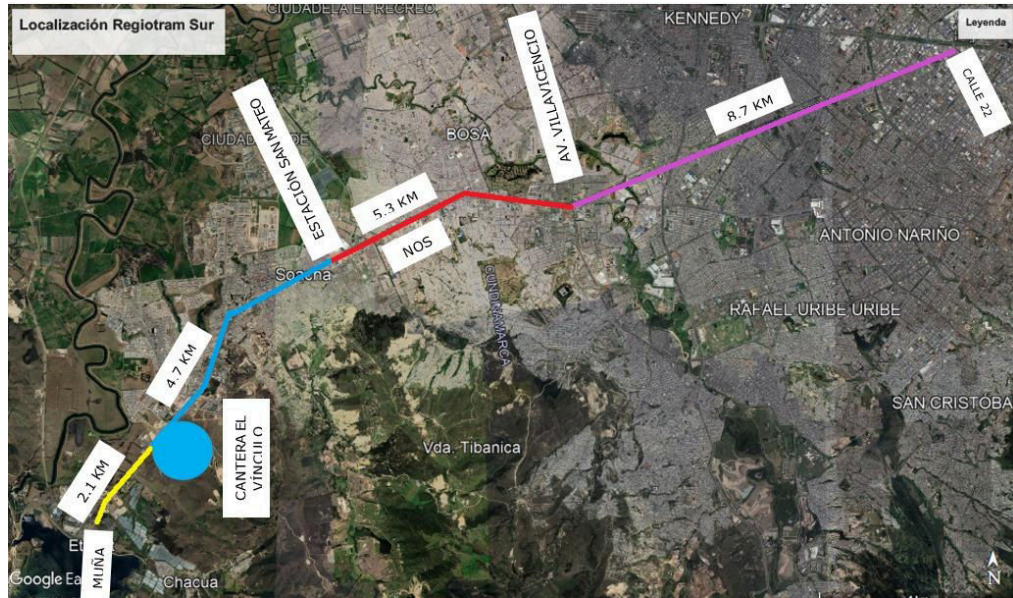 Localización Regiotram Sur
CIUDADELA EL RECREO
KENNEDY
Leyenda
CALLE 22
AV. VILLAVICENCIO
8.7 KM
ESTACIÓN SAN MATEO
CIUDAD
DE
BOSA
5.3 KM
NOS
ANTONIO NARIÑO
Soacha
CUNDINAMARCA
RAFAEL URIBE URIBE
4.7 KM
SAN CRISTÓBA
CANTERA EL
VÍNCULO
Vda. Tibanica
2.1 KM
MUÑA
Chacua
Google Ea
N